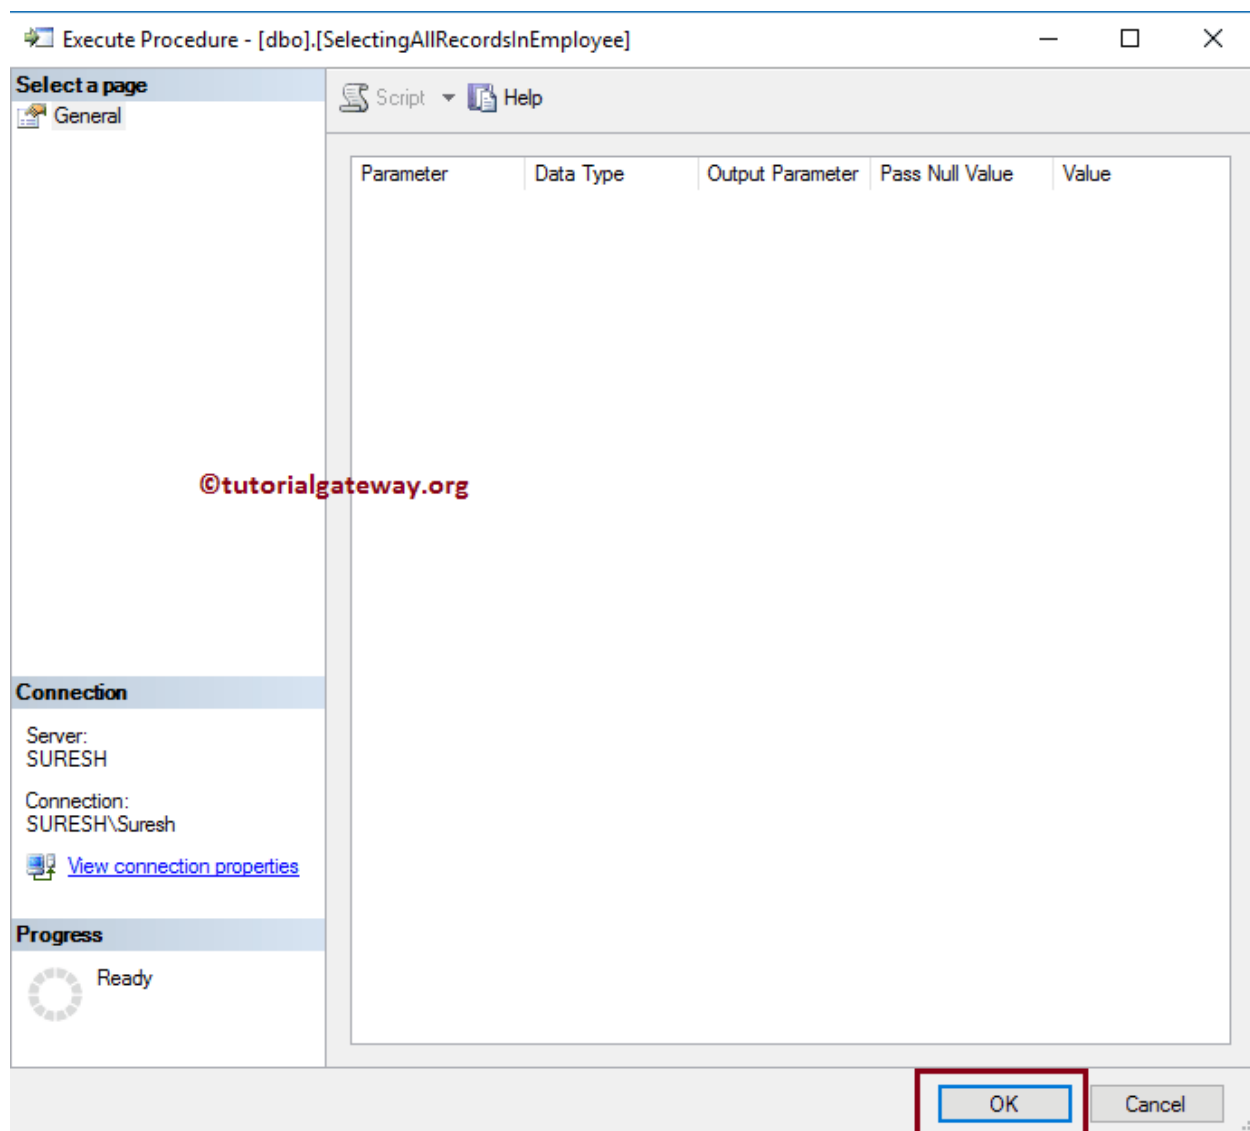 Execute Procedure - [dbo].[SelectingAllRecordsInEmployee]
Select a page
General
Script Help
Parameter Data Type Output Parameter Pass Null Value Value
©tutorialgateway.org
Connection
Server:
SURESH
Connection:
SURESH\Suresh
View connection properties
Progress
Ready
OK Cancel